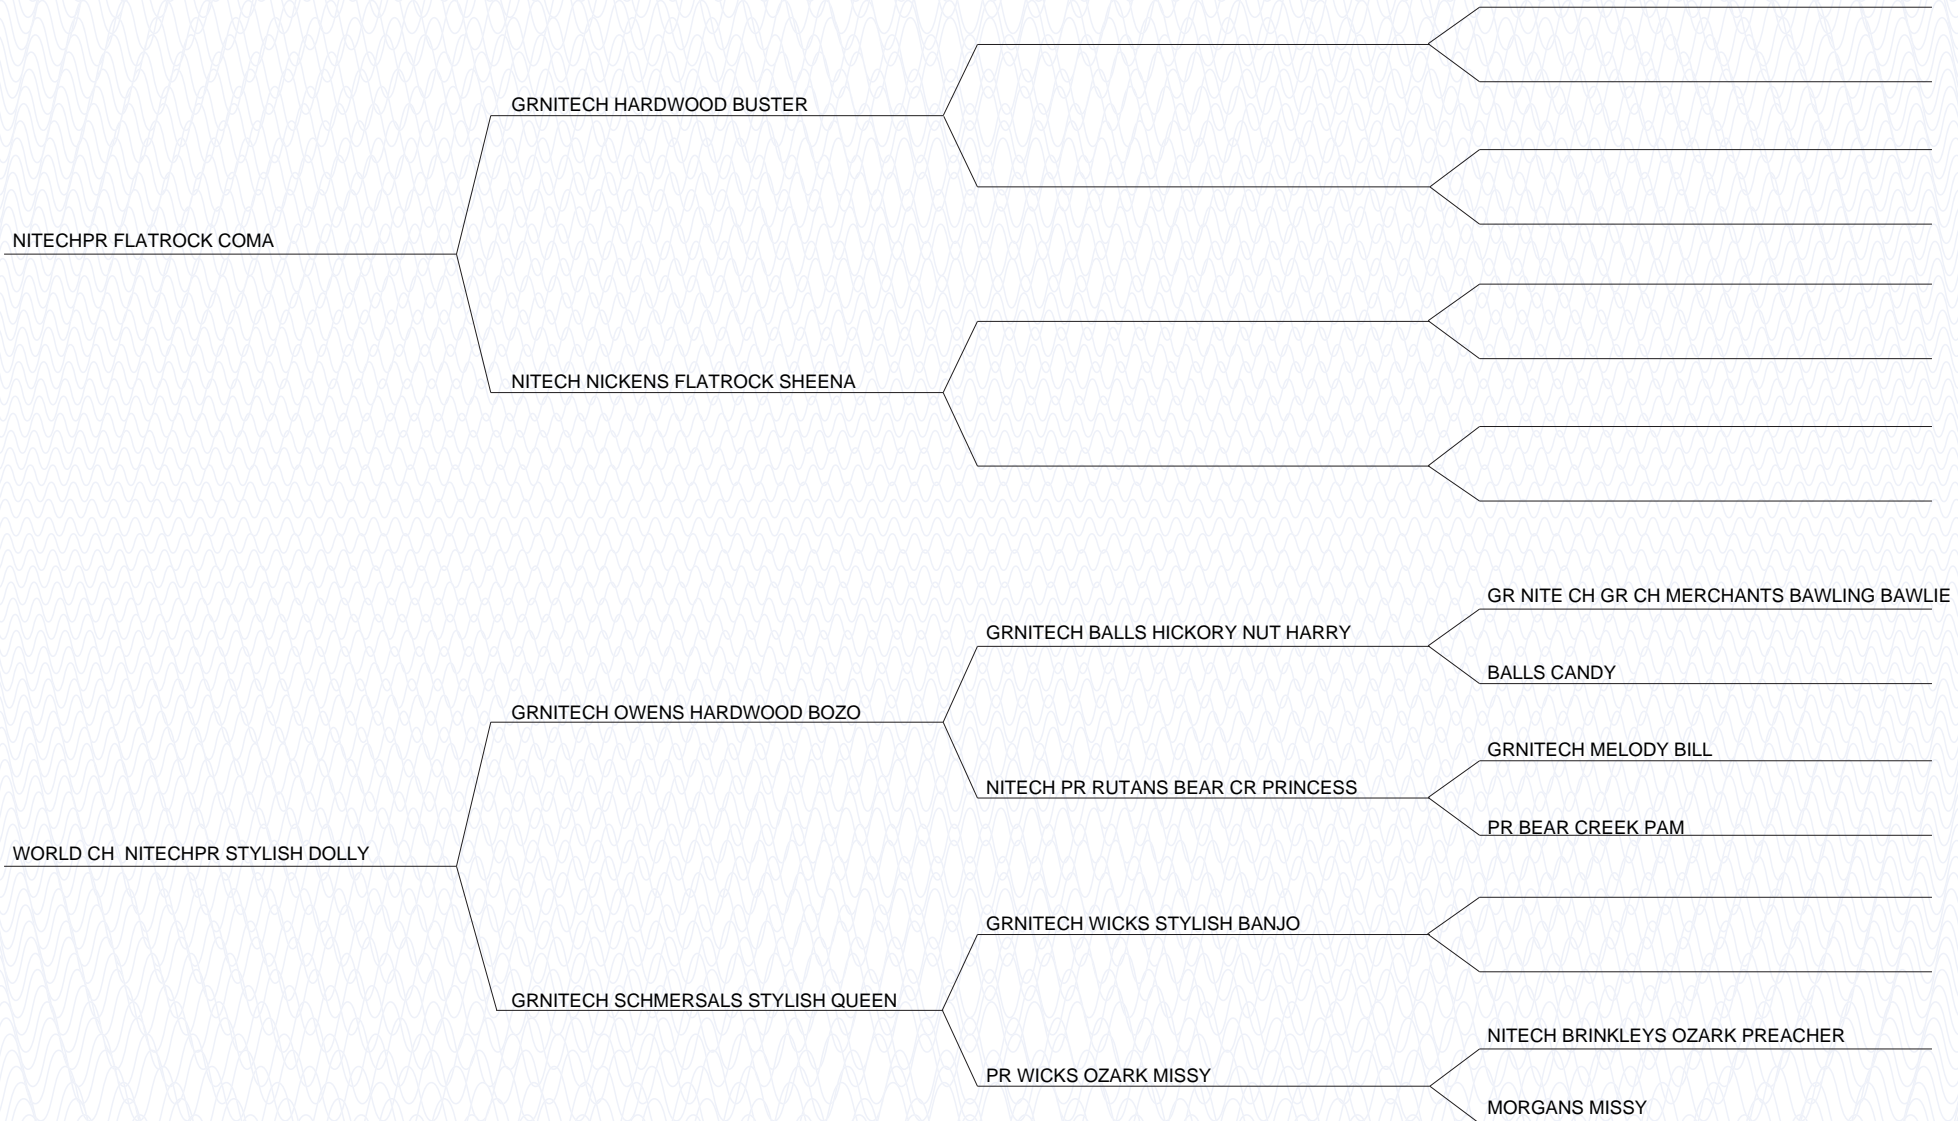 GRNITECH HARDWOOD BUSTER
NITECHPR FLATROCK COMA
NITECH NICKENS FLATROCK SHEENA
GR NITE CH GR CH MERCHANTS BAWLING BAWLIE
GRNITECH BALLS HICKORY NUT HARRY
BALLS CANDY
GRNITECH OWENS HARDWOOD BOZO
GRNITECH MELODY BILL
NITECH PR RUTANS BEAR CR PRINCESS
PR BEAR CREEK PAM
WORLD CH  NITECHPR STYLISH DOLLY
GRNITECH WICKS STYLISH BANJO
GRNITECH SCHMERSALS STYLISH QUEEN
NITECH BRINKLEYS OZARK PREACHER
PR WICKS OZARK MISSY
MORGANS MISSY